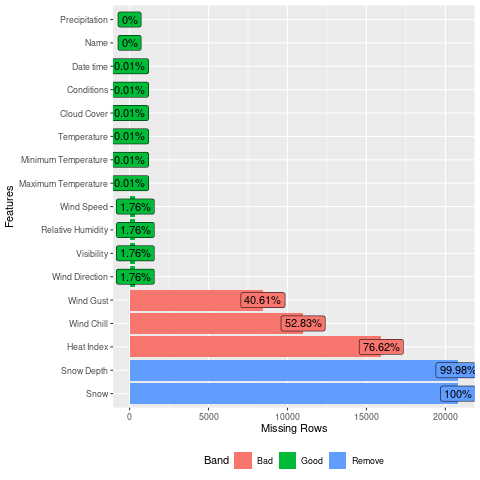 Features
Precipitation 0%
Name 0%
Date time 0.01%
Conditions 0.01%
Cloud Cover 0.01%
Temperature 0.01%
Minimum Temperature 0.01%
Maximum Temperature 0.01%
Wind Speed 1.76%
Relative Humidity 1.76%
Visibility 1.76%
Wind Direction 1.76%
Wind Gust 40.61%
Wind Chill 52.83%
Heat Index 76.62%
Snow Depth 99.98%
Snow 100%
0 5000 10000 15000 20000
Missing Rows
Band Bad Good Remove